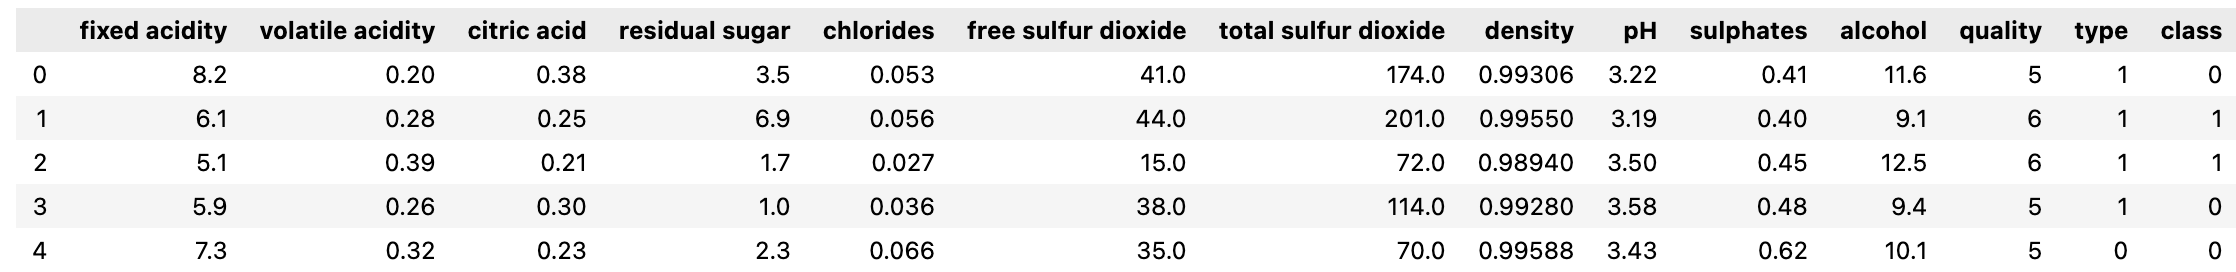 fixed acidity volatile acidity citric acid residual sugar chlorides free sulfur dioxide total sulfur dioxide density pH sulphates alcohol quality type class
0 8.2 0.20 0.38 3.5 0.053 41.0 174.0 0.99306 3.22 0.41 11.6 5 1 0
1 6.1 0.28 0.25 6.9 0.056 44.0 201.0 0.99550 3.19 0.40 9.1 6 1 1
2 5.1 0.39 0.21 1.7 0.027 15.0 72.0 0.98940 3.50 0.45 12.5 6 1 1
3 5.9 0.26 0.30 1.0 0.036 38.0 114.0 0.99280 3.58 0.48 9.4 5 1 0
4 7.3 0.32 0.23 2.3 0.066 35.0 70.0 0.99588 3.43 0.62 10.1 5 0 0